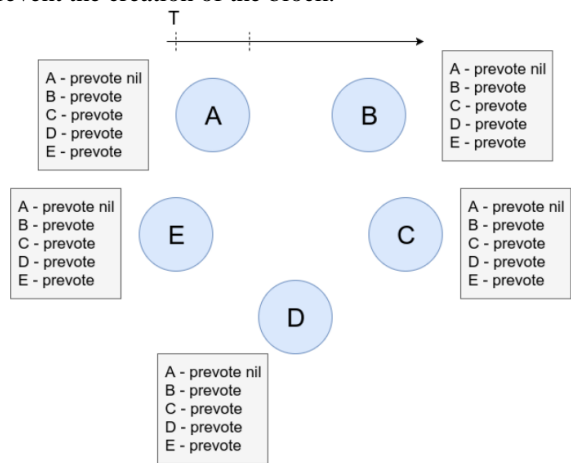 event the creation of the block.
T
A - prevote nil
B - prevote
C - prevote
D - prevote
E - prevote
A
B
A - prevote nil
B - prevote
C - prevote
D - prevote
E - prevote
A - prevote nil
B - prevote
C - prevote
D - prevote
E - prevote
E
C
A - prevote nil
B - prevote
C - prevote
D - prevote
E - prevote
D
A - prevote nil
B - prevote
C - prevote
D - prevote
E - prevote